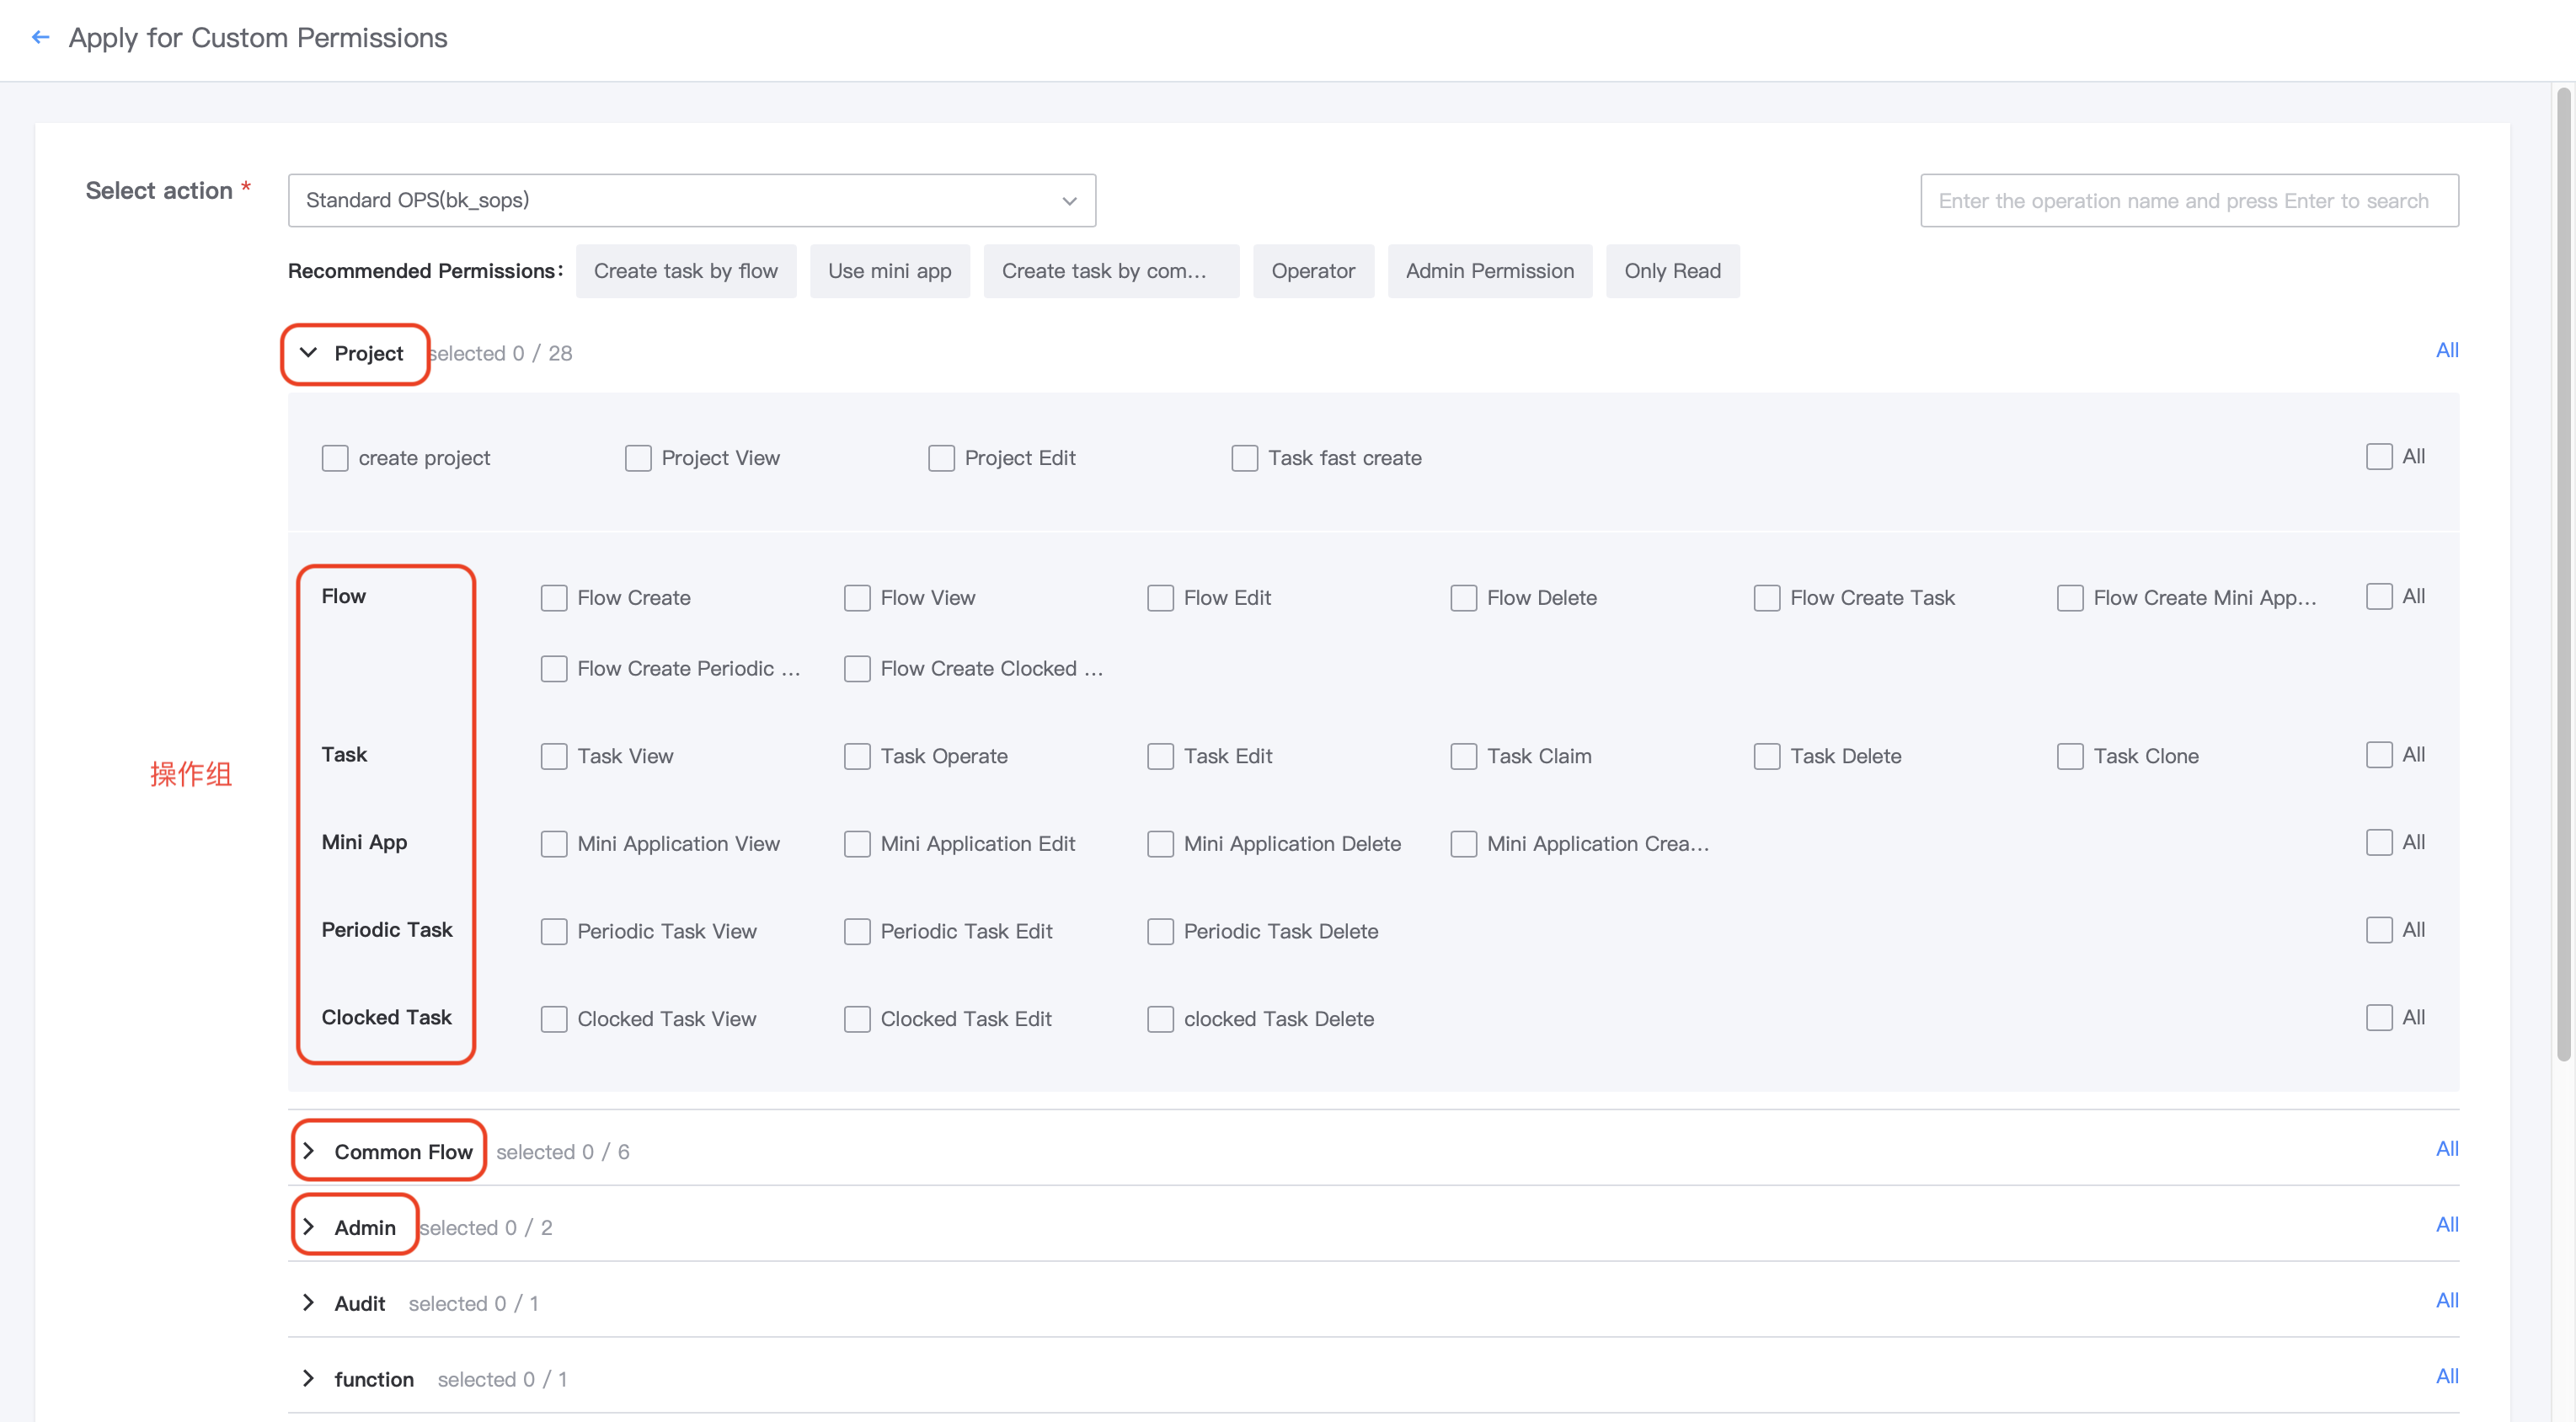 Apply for Custom Permissions
Select action *
Standard OPS(bk_sops)
Enter the operation name and press Enter to search
Recommended Permissions: Create task by flow Use mini app Create task by com... Operator Admin Permission Only Read
Project selected 0 / 28 All
create project Project View Project Edit Task fast create All
Flow Flow Create Flow View Flow Edit Flow Delete Flow Create Task Flow Create Mini App... All
Flow Create Periodic ... Flow Create Clocked ...
Task Task View Task Operate Task Edit Task Claim Task Delete Task Clone All
操作组
Mini App Mini Application View Mini Application Edit Mini Application Delete Mini Application Crea... All
Periodic Task Periodic Task View Periodic Task Edit Periodic Task Delete All
Clocked Task Clocked Task View Clocked Task Edit clocked Task Delete All
Common Flow selected 0 / 6 All
Admin selected 0 / 2 All
Audit selected 0 / 1 All
function selected 0 / 1 All